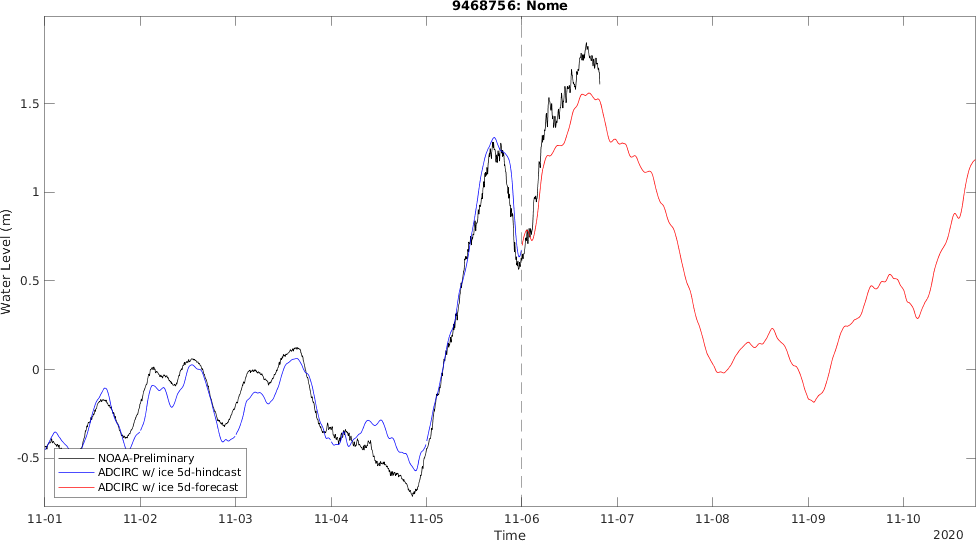 9468756: Nome
Water Level (m)
1.5
1
0.5
0
-0.5
NOAA-Preliminary
ADCIRC w/ ice 5d-hindcast
ADCIRC w/ ice 5d-forecast
11-01 11-02 11-03 11-04 11-05 11-06 11-07 11-08 11-09 11-10
Time
2020